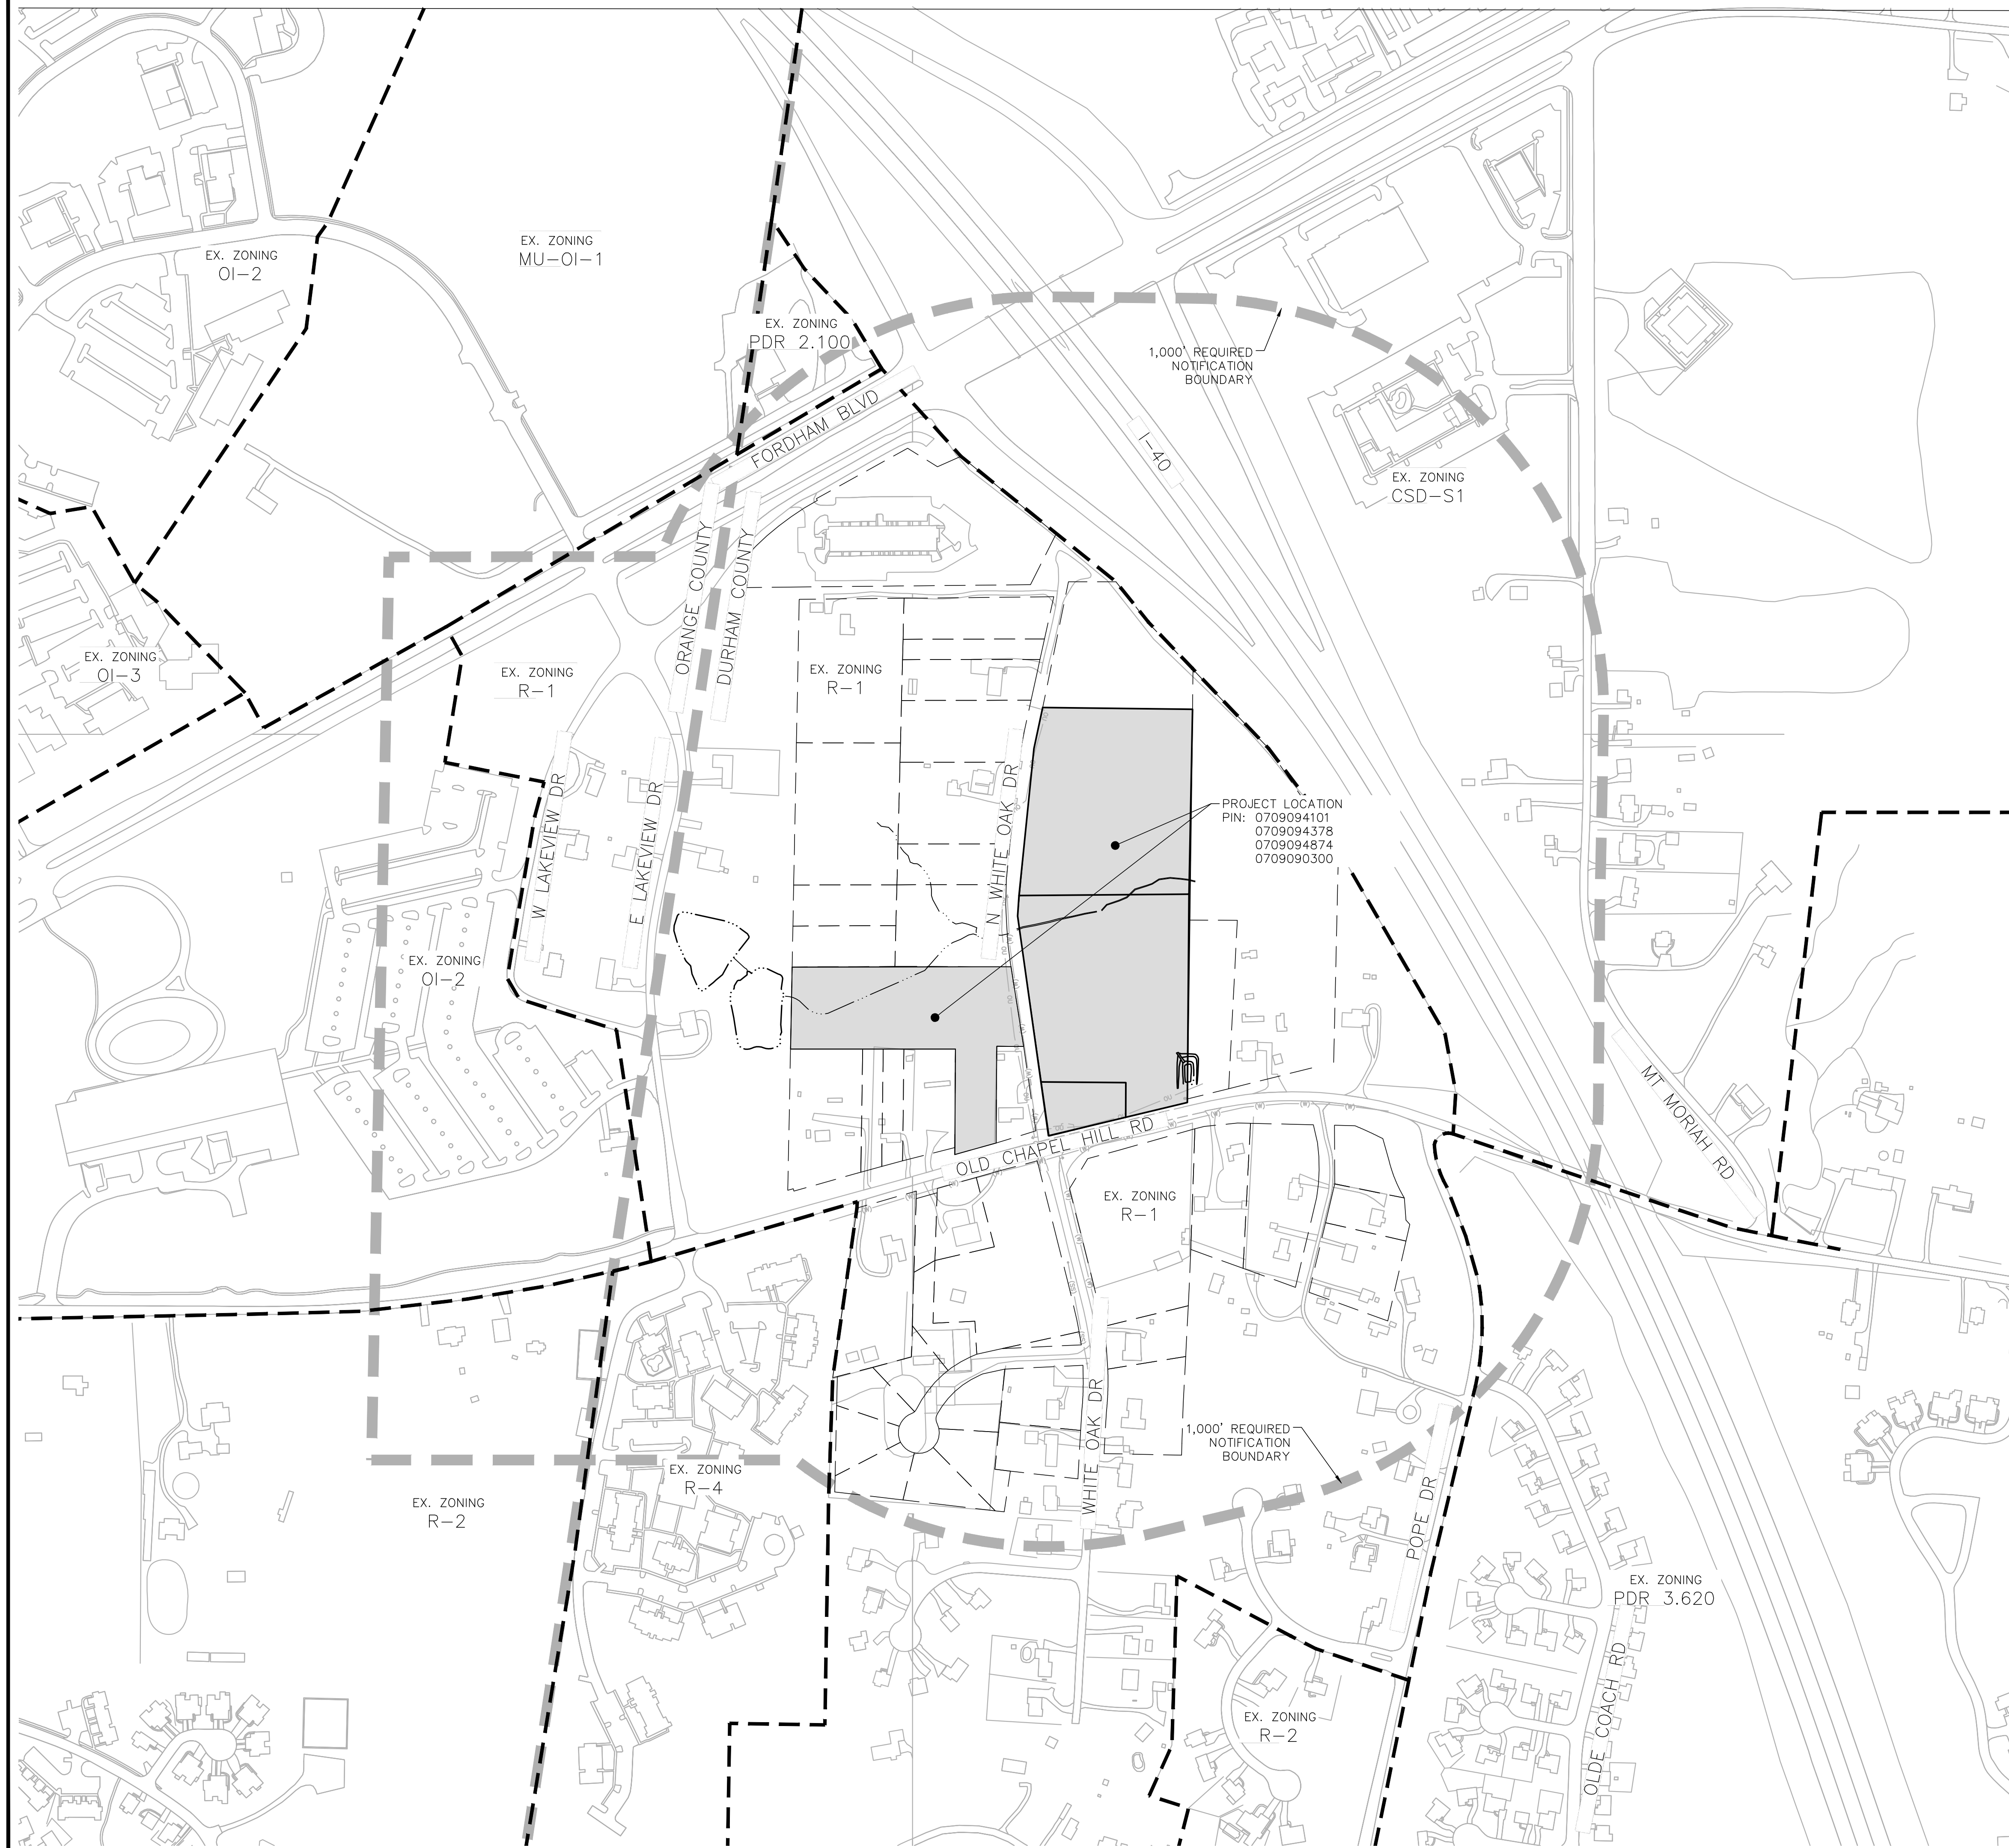 EX. ZONING
MU-OI-1
EX. ZONING
OI-2
EX. ZONING
PDR 2.100
1,000' REQUIRED
NOTIFICATION
BOUNDARY
FORDHAM BLVD
I-40
EX. ZONING
CSD-S1
ORANGE COUNTY
DURHAM COUNTY
EX. ZONING
OI-3
EX. ZONING
R-1
EX. ZONING
R-1
W LAKEVIEW DR
E LAKEVIEW DR
N WHITE OAK DR
PROJECT LOCATION
PIN: 0709094101
0709094378
0709094874
0709090300
EX. ZONING
OI-2
MT MORIAH RD
OLD CHAPEL HILL RD
EX. ZONING
R-1
WHITE OAK DR
1,000' REQUIRED
NOTIFICATION
BOUNDARY
EX. ZONING
R-4
EX. ZONING
R-2
POPE DR
EX. ZONING
PDR 3.620
OLDE COACH RD
EX. ZONING
R-2